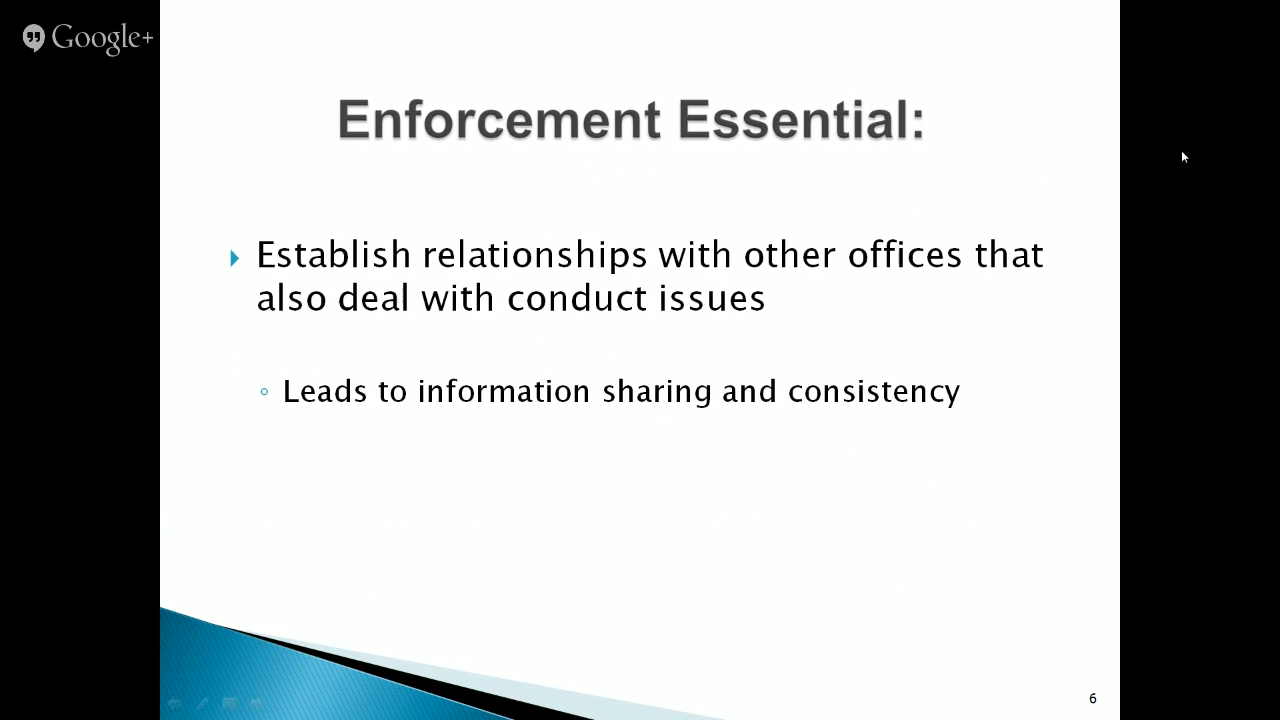 Google+
Enforcement Essential:
Establish relationships with other offices that
also deal with conduct issues
Leads to information sharing and consistency
6